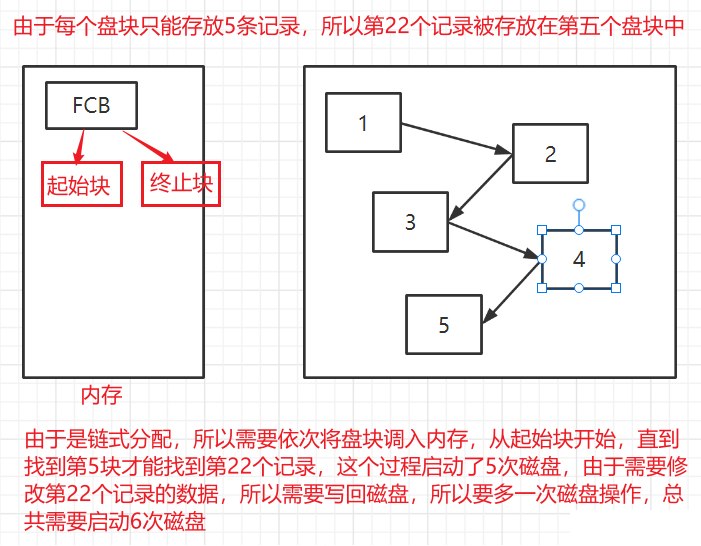 由于每个盘块只能存放5条记录，所以第22个记录被存放在第五个盘块中
FCB
起始块
终止块
1
2
3
4
5
内存
由于是链式分配，所以需要依次将盘块调入内存，从起始块开始，直到
找到第5块才能找到第22个记录，这个过程启动了5次磁盘，由于需要修
改第22个记录的数据，所以需要写回磁盘，所以要多一次磁盘操作，总
共需要启动6次磁盘